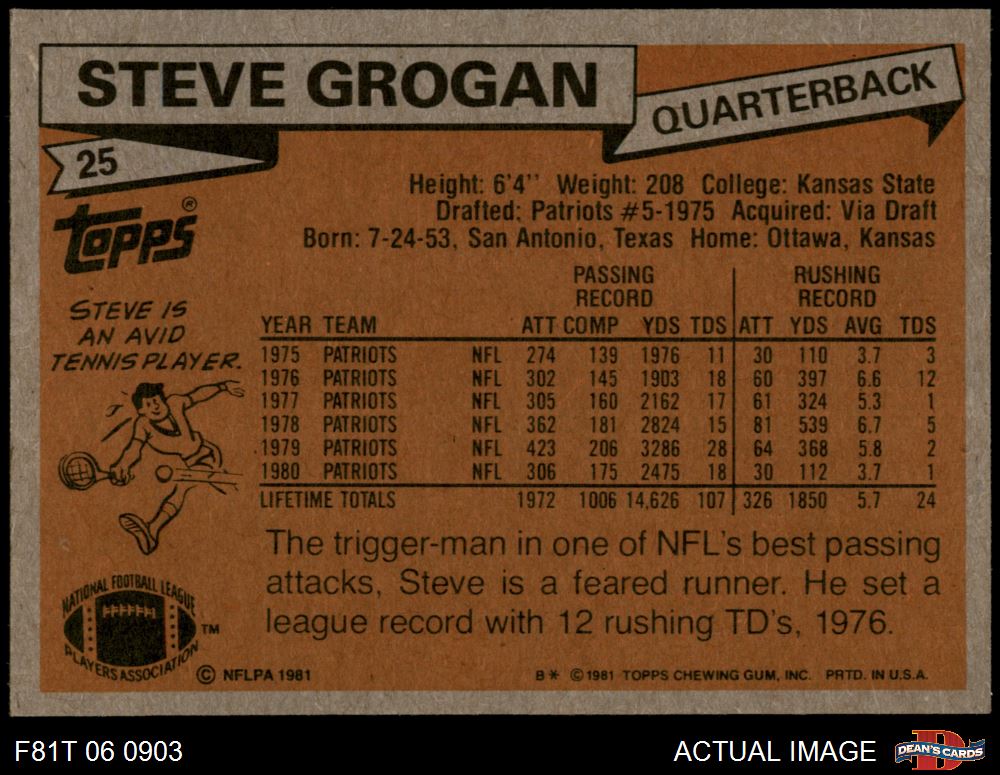 STEVE GROGAN
QUARTERBACK
25
Topps®
Height: 6'4'' Weight: 208 College: Kansas State
Drafted: Patriots #5-1975 Acquired: Via Draft
Born: 7-24-53, San Antonio, Texas Home: Ottawa, Kansas
STEVE IS
AN AVID
TENNIS PLAYER.
PASSING RUSHING
RECORD RECORD
YEAR TEAM ATT COMP YDS TDS ATT YDS AVG TDS
1975 PATRIOTS NFL 274 139 1976 11 30 110 3.7 3
1976 PATRIOTS NFL 302 145 1903 18 60 397 6.6 12
1977 PATRIOTS NFL 305 160 2162 17 61 324 5.3 1
1978 PATRIOTS NFL 362 181 2824 15 81 539 6.7 5
1979 PATRIOTS NFL 423 206 3286 28 64 368 5.8 2
1980 PATRIOTS NFL 306 175 2475 18 30 112 3.7 1
LIFETIME TOTALS 1972 1006 14,626 107 326 1850 5.7 24
The trigger-man in one of NFL's best passing
attacks, Steve is a feared runner. He set a
league record with 12 rushing TD's, 1976.
NATIONAL FOOTBALL LEAGUE
PLAYERS ASSOCIATION
TM
© NFLPA 1981
B* © 1981 TOPPS CHEWING GUM, INC. PRTD. IN U.S.A.
F81T 06 0903
ACTUAL IMAGE
D
DEAN'S CARDS